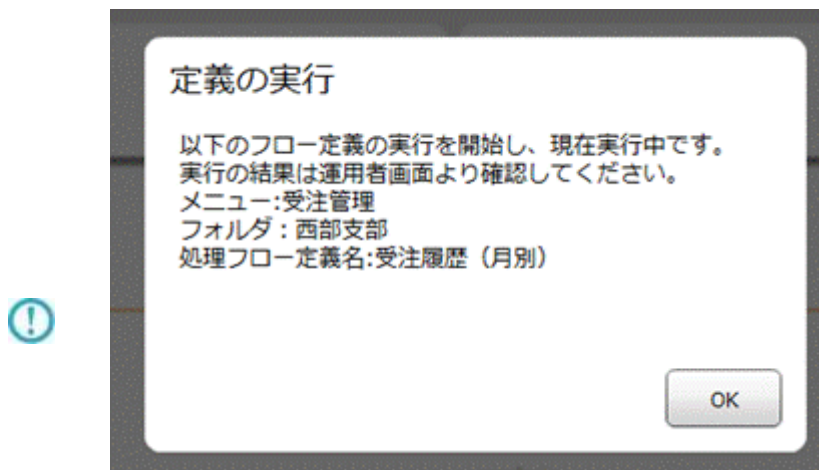 定義の実行
以下のフロー定義の実行を開始し、現在実行中です。
実行の結果は運用者画面より確認してください。
メニュー:受注管理
フォルダ：西部支部
処理フロー定義名:受注履歴（月別）
OK